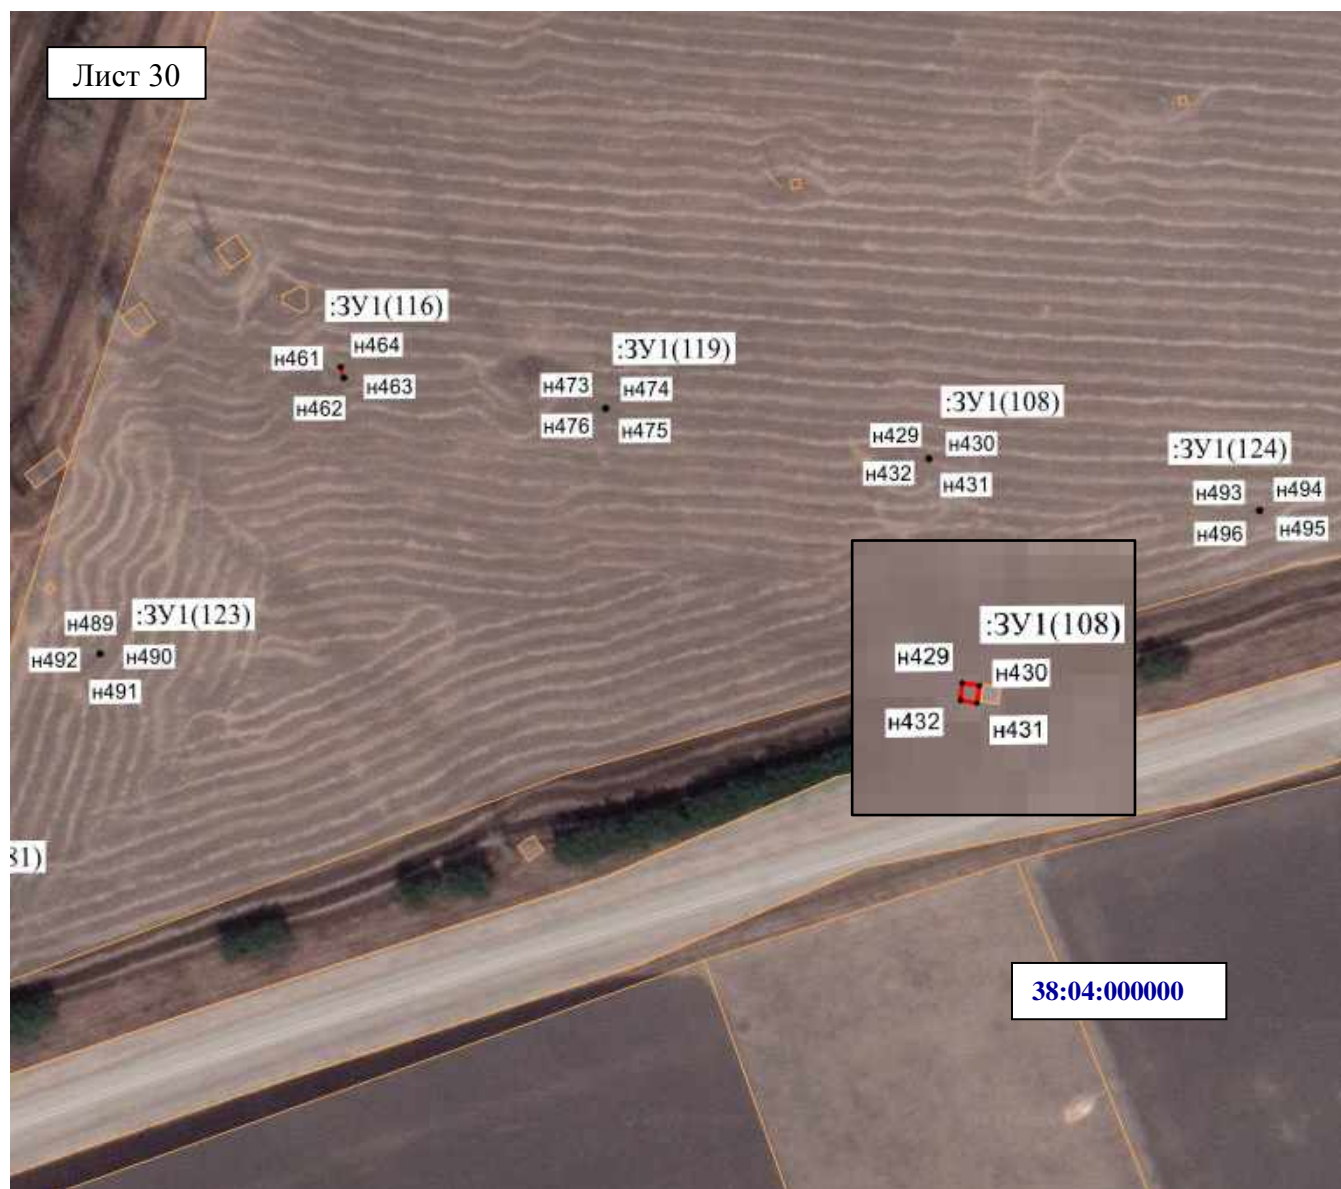 Лист 30
:ЗУ1(116)
н461
н464
н463
н462
:ЗУ1(119)
н473
н474
н476
н475
:ЗУ1(108)
н429
н430
н432
н431
:ЗУ1(124)
н493
н494
н496
н495
:ЗУ1(123)
н489
н492
н490
н491
:ЗУ1(108)
н429
н430
н432
н431
81)
38:04:000000